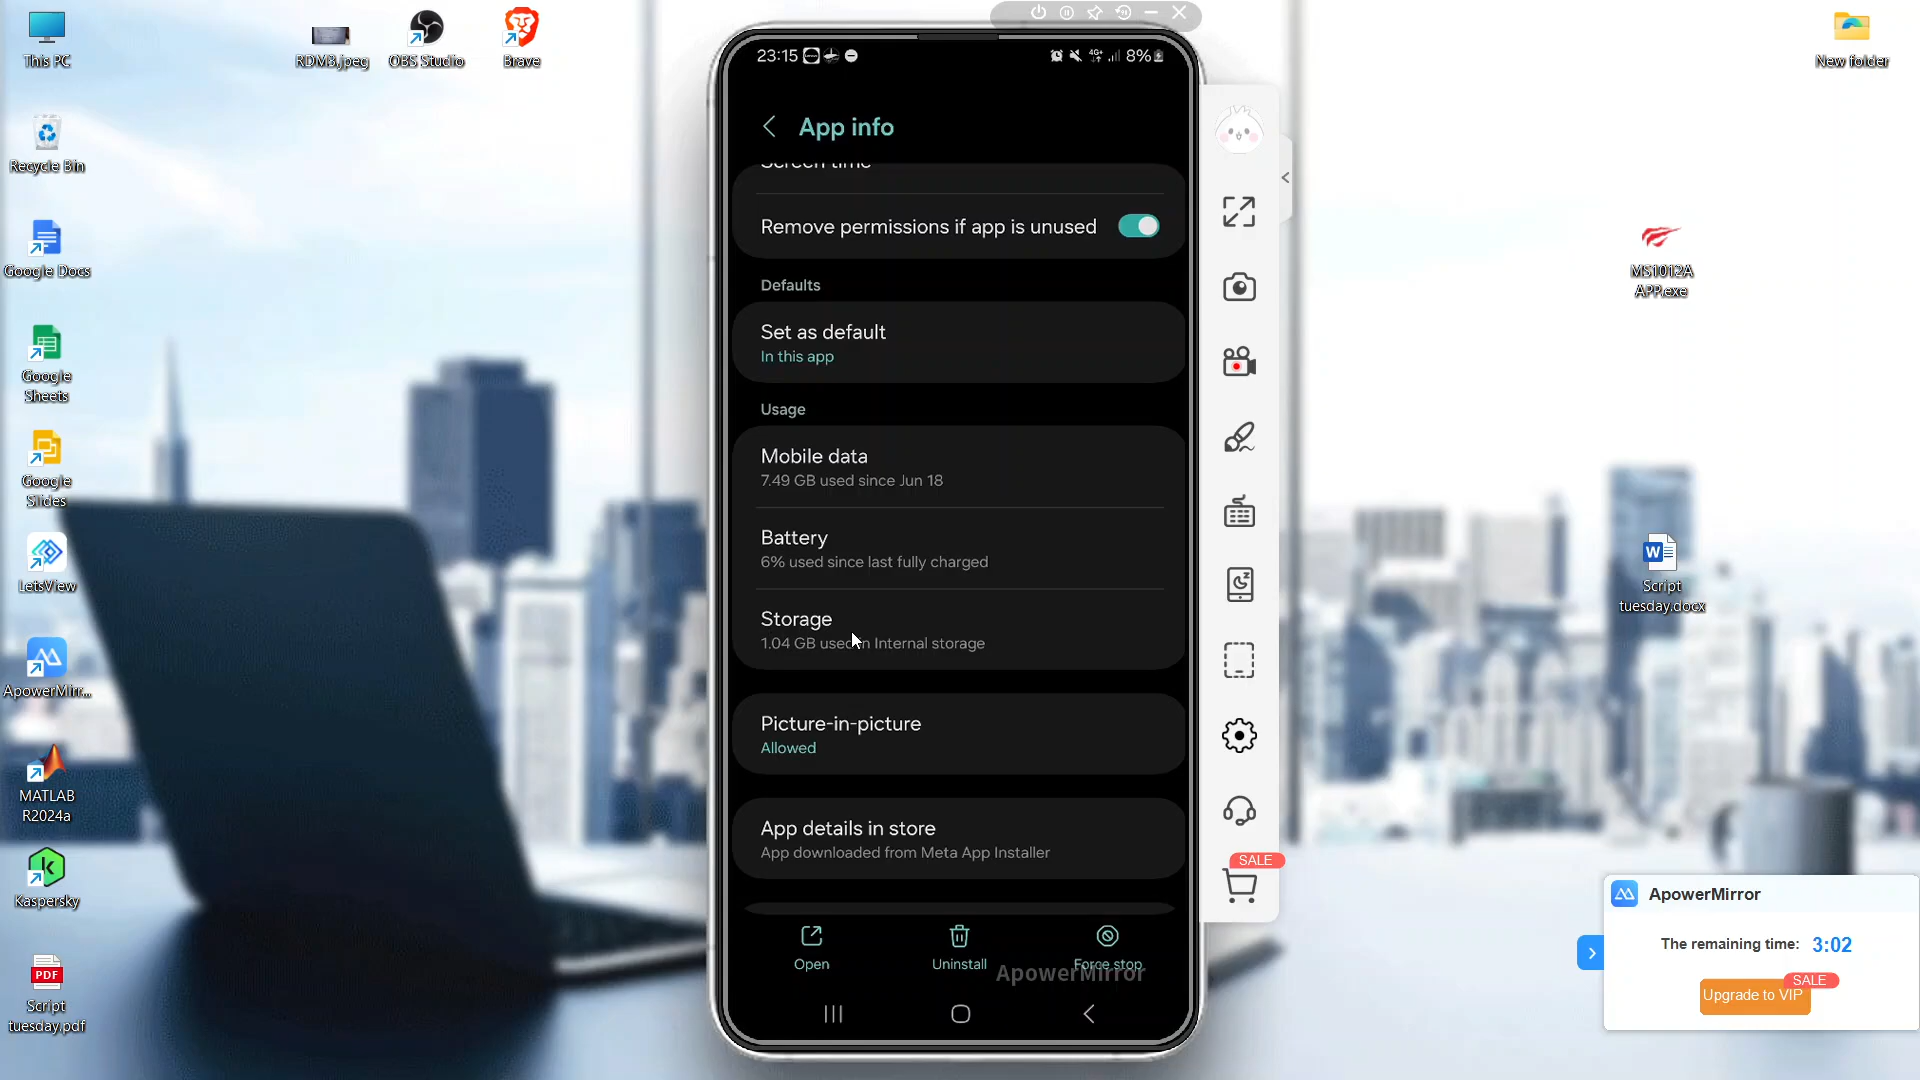 This PC
Recycle Bin
Google Docs
Google
Sheets
Google
Slides
LetsView
ApowerMirr...
MATLAB
R2024a
Kaspersky
PDF
Script
tuesday.pdf
RDM3.jpeg
OBS Studio
Brave
23:15
4G+
8%
App info
Screen time
Remove permissions if app is unused
Defaults
Set as default
In this app
Usage
Mobile data
7.49 GB used since Jun 18
Battery
6% used since last fully charged
Storage
1.04 GB used in Internal storage
Picture-in-picture
Allowed
App details in store
App downloaded from Meta App Installer
Open
Uninstall
Force stop
ApowerMirror
SALE
New folder
MS1012A
APP.exe
W
Script
tuesday.docx
ApowerMirror
The remaining time: 3:02
SALE
Upgrade to VIP